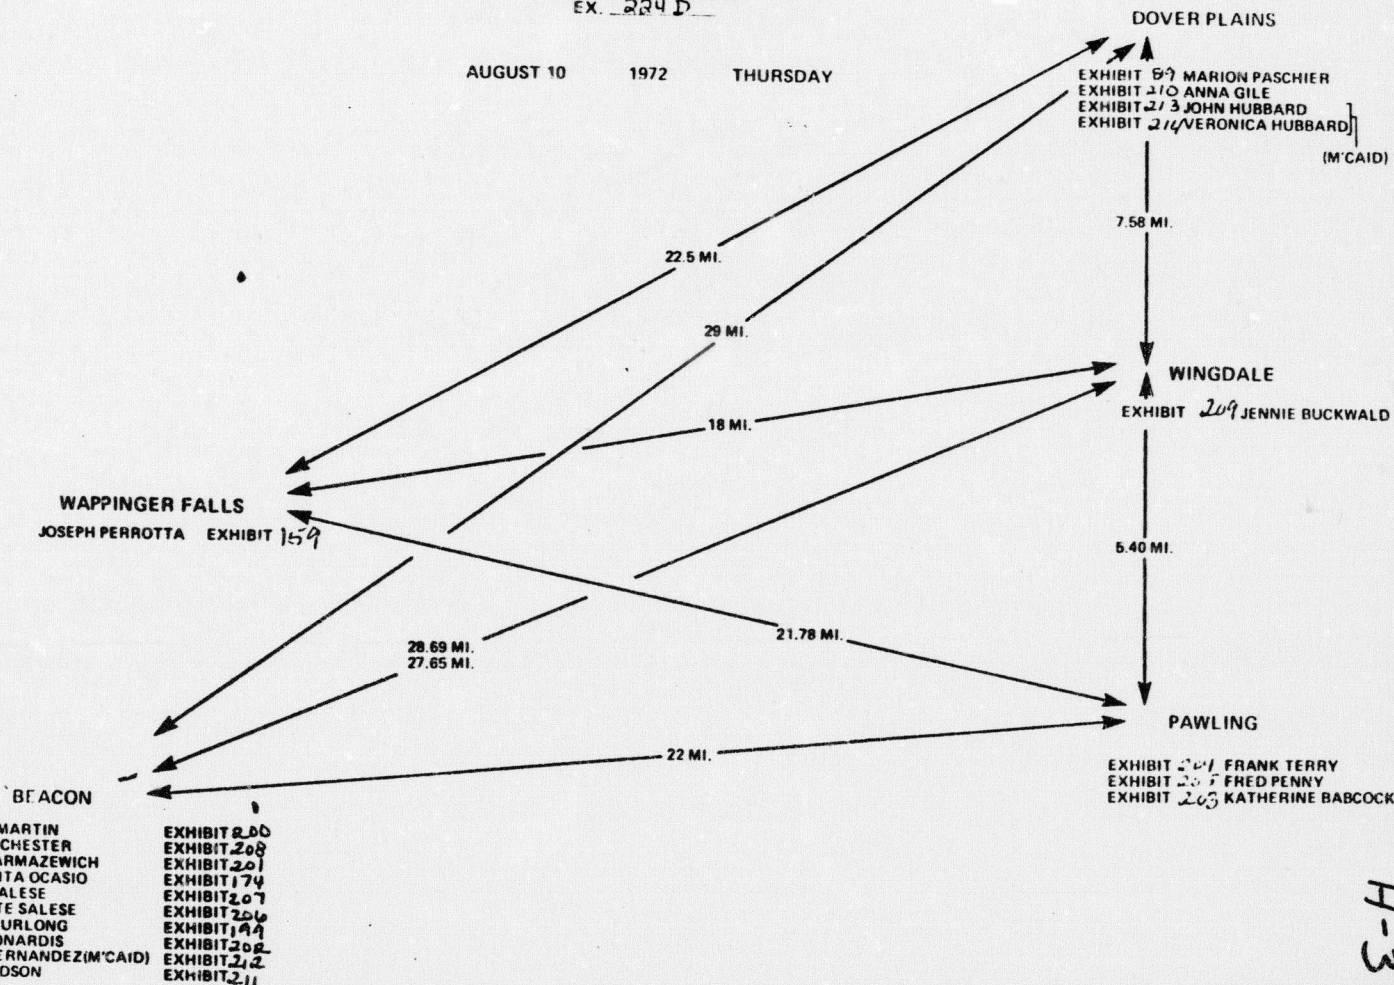 EX. 224 D
DOVER PLAINS
AUGUST 10 1972 THURSDAY
EXHIBIT 89 MARION PASCHIER
EXHIBIT 210 ANNA GILE
EXHIBIT 213 JOHN HUBBARD
EXHIBIT 214 VERONICA HUBBARD
(M'CAID)
7.58 MI.
22.5 MI.
29 MI.
WINGDALE
EXHIBIT 209 JENNIE BUCKWALD
18 MI.
WAPPINGER FALLS
JOSEPH PERROTTA EXHIBIT 159
5.40 MI.
21.78 MI.
28.69 MI.
27.65 MI.
PAWLING
22 MI.
EXHIBIT FRANK TERRY
EXHIBIT FRED PENNY
EXHIBIT 203 KATHERINE BABCOCK
BEACON
MARTIN EXHIBIT 200
CHESTER EXHIBIT 208
ARMAZEWICH EXHIBIT 201
ITA OCASIO EXHIBIT 174
ALESE EXHIBIT 207
TE SALESE EXHIBIT 206
URLONG EXHIBIT 199
ONARDIS EXHIBIT 202
ERNANDEZ(M'CAID) EXHIBIT 212
DSON EXHIBIT 211
H-3